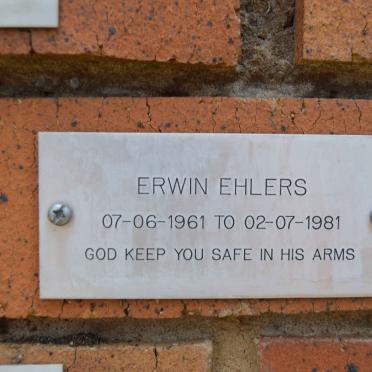 ERWIN EHLERS
07-06-1961 TO 02-07-1981
GOD KEEP YOU SAFE IN HIS ARMS